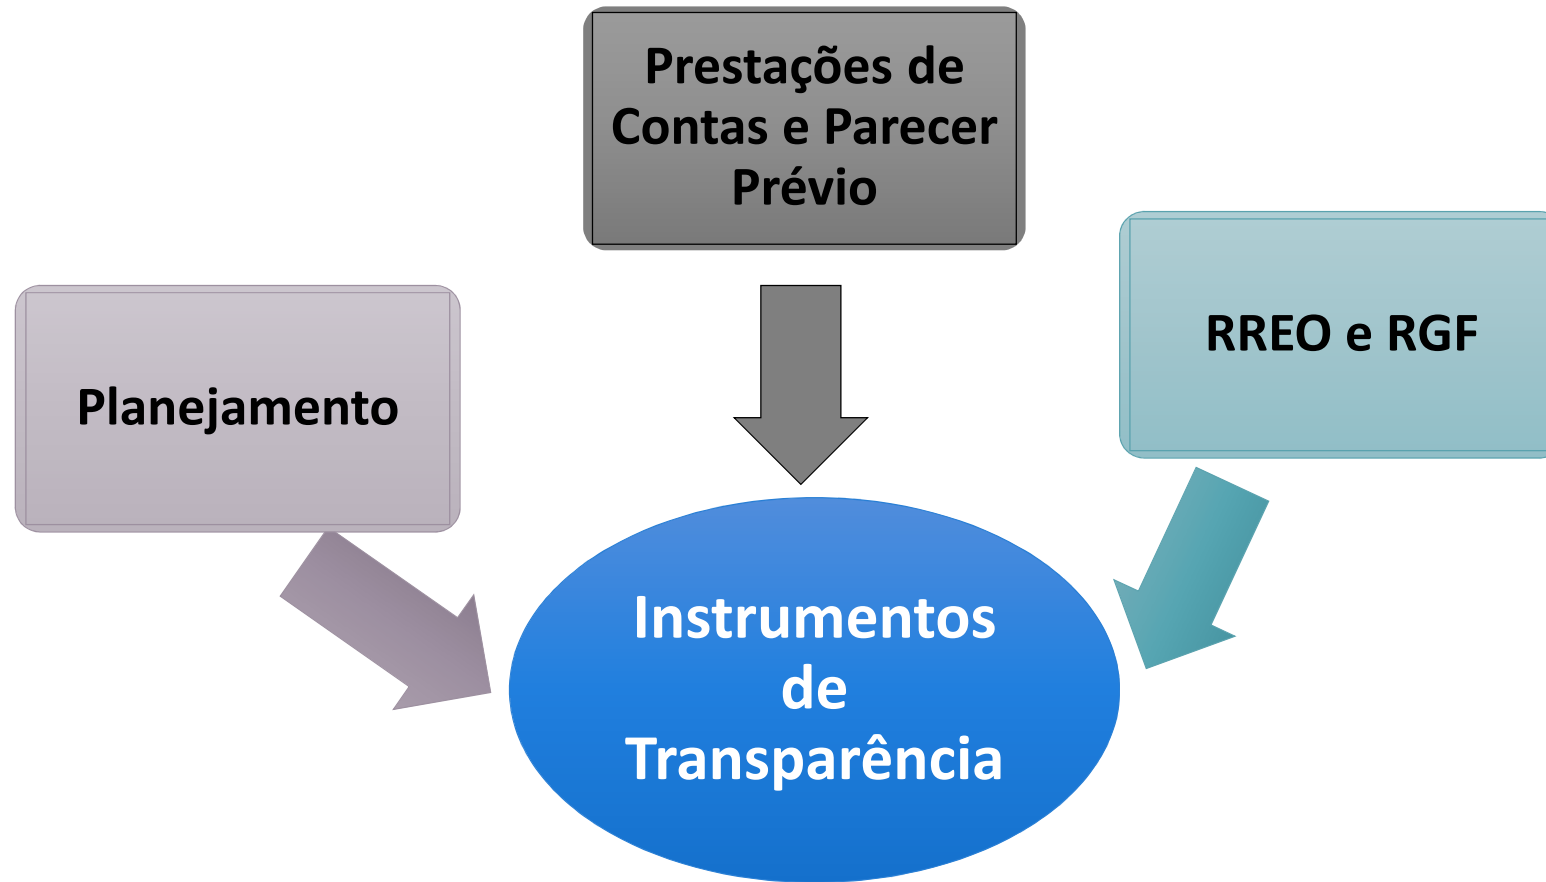 Prestações de
Contas e Parecer
Prévio
RREO e RGF
Planejamento
Instrumentos
de
Transparência